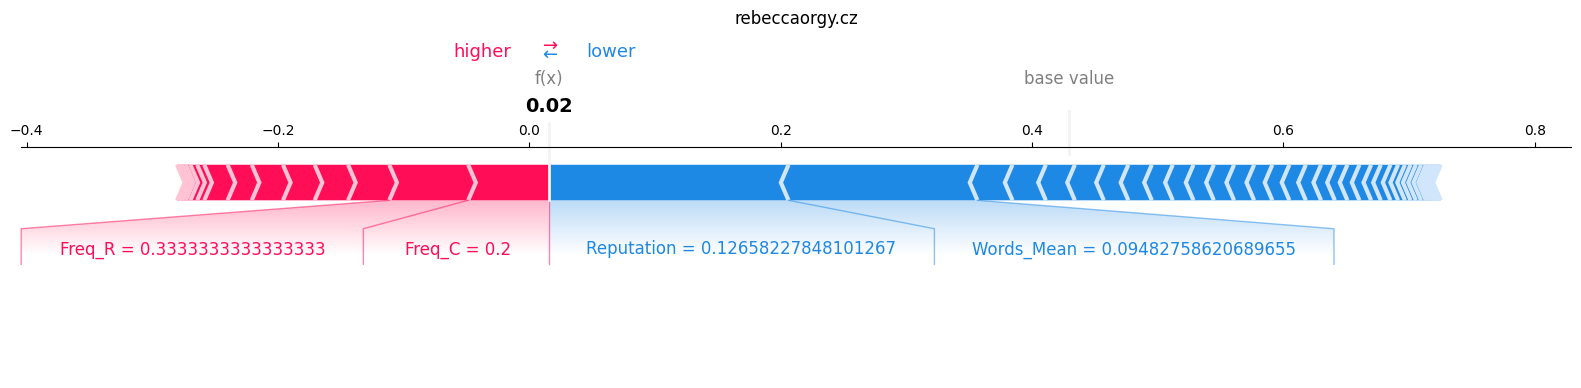 rebeccaorgy.cz
higher ⇄ lower
f(x) base value
0.02
−0.4 −0.2 0.0 0.2 0.4 0.6 0.8
Freq_R = 0.3333333333333333 Freq_C = 0.2 Reputation = 0.12658227848101267 Words_Mean = 0.09482758620689655